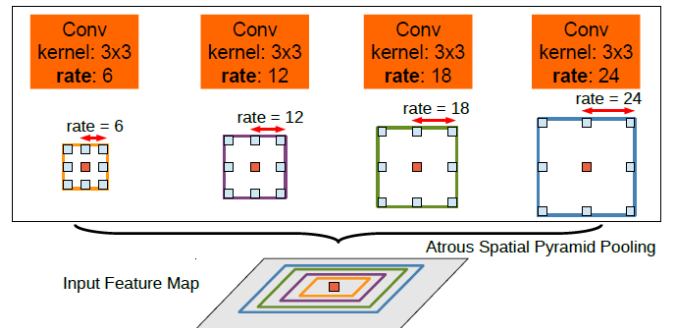 Conv
kernel: 3x3
rate: 6
Conv
kernel: 3x3
rate: 12
Conv
kernel: 3x3
rate: 18
Conv
kernel: 3x3
rate: 24
rate = 6
rate = 12
rate = 18
rate = 24
Atrous Spatial Pyramid Pooling
Input Feature Map